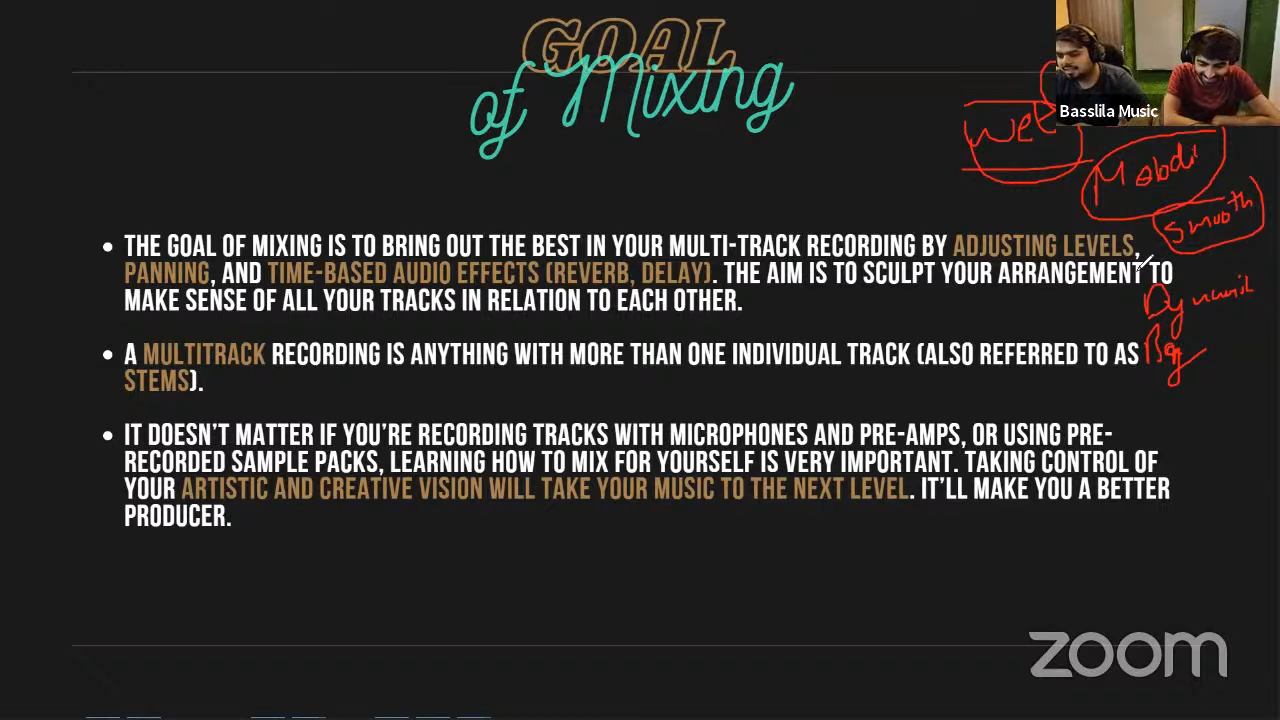 GOAL
of Mixing
Basslila Music
Wet
Smooth
THE GOAL OF MIXING IS TO BRING OUT THE BEST IN YOUR MULTI-TRACK RECORDING BY ADJUSTING LEVELS,
PANNING, AND TIME-BASED AUDIO EFFECTS (REVERB, DELAY). THE AIM IS TO SCULPT YOUR ARRANGEMENT TO
MAKE SENSE OF ALL YOUR TRACKS IN RELATION TO EACH OTHER.
A MULTITRACK RECORDING IS ANYTHING WITH MORE THAN ONE INDIVIDUAL TRACK (ALSO REFERRED TO AS
STEMS).
IT DOESN'T MATTER IF YOU'RE RECORDING TRACKS WITH MICROPHONES AND PRE-AMPS, OR USING PRE-
RECORDED SAMPLE PACKS, LEARNING HOW TO MIX FOR YOURSELF IS VERY IMPORTANT. TAKING CONTROL OF
YOUR ARTISTIC AND CREATIVE VISION WILL TAKE YOUR MUSIC TO THE NEXT LEVEL. IT'LL MAKE YOU A BETTER
PRODUCER.
zoom